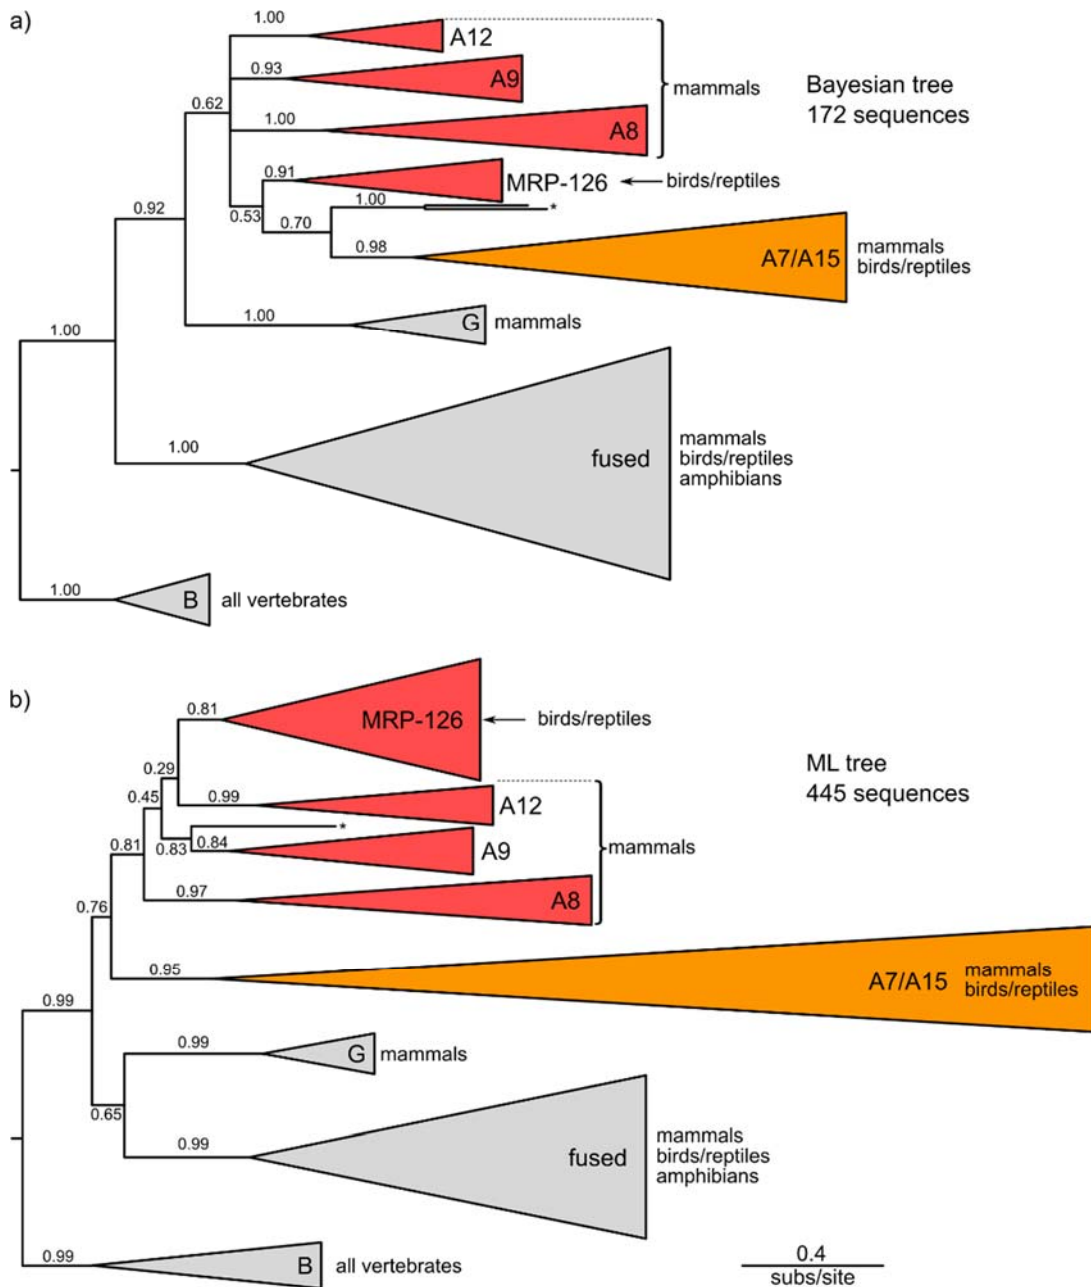 a)
1.00
A12
0.93
A9
mammals
Bayesian tree
172 sequences
0.62
1.00
A8
0.91
MRP-126
birds/reptiles
1.00
*
0.92
0.53
0.70
0.98
A7/A15
mammals
birds/reptiles
1.00
G
mammals
1.00
1.00
fused
mammals
birds/reptiles
amphibians
1.00
B
all vertebrates
b)
0.81
MRP-126
birds/reptiles
ML tree
445 sequences
0.29
0.45
0.99
A12
*
0.81
0.83
0.84
A9
mammals
0.97
A8
0.76
0.95
A7/A15
mammals
birds/reptiles
0.99
0.99
G
mammals
0.65
0.99
fused
mammals
birds/reptiles
amphibians
0.99
B
all vertebrates
0.4
subs/site